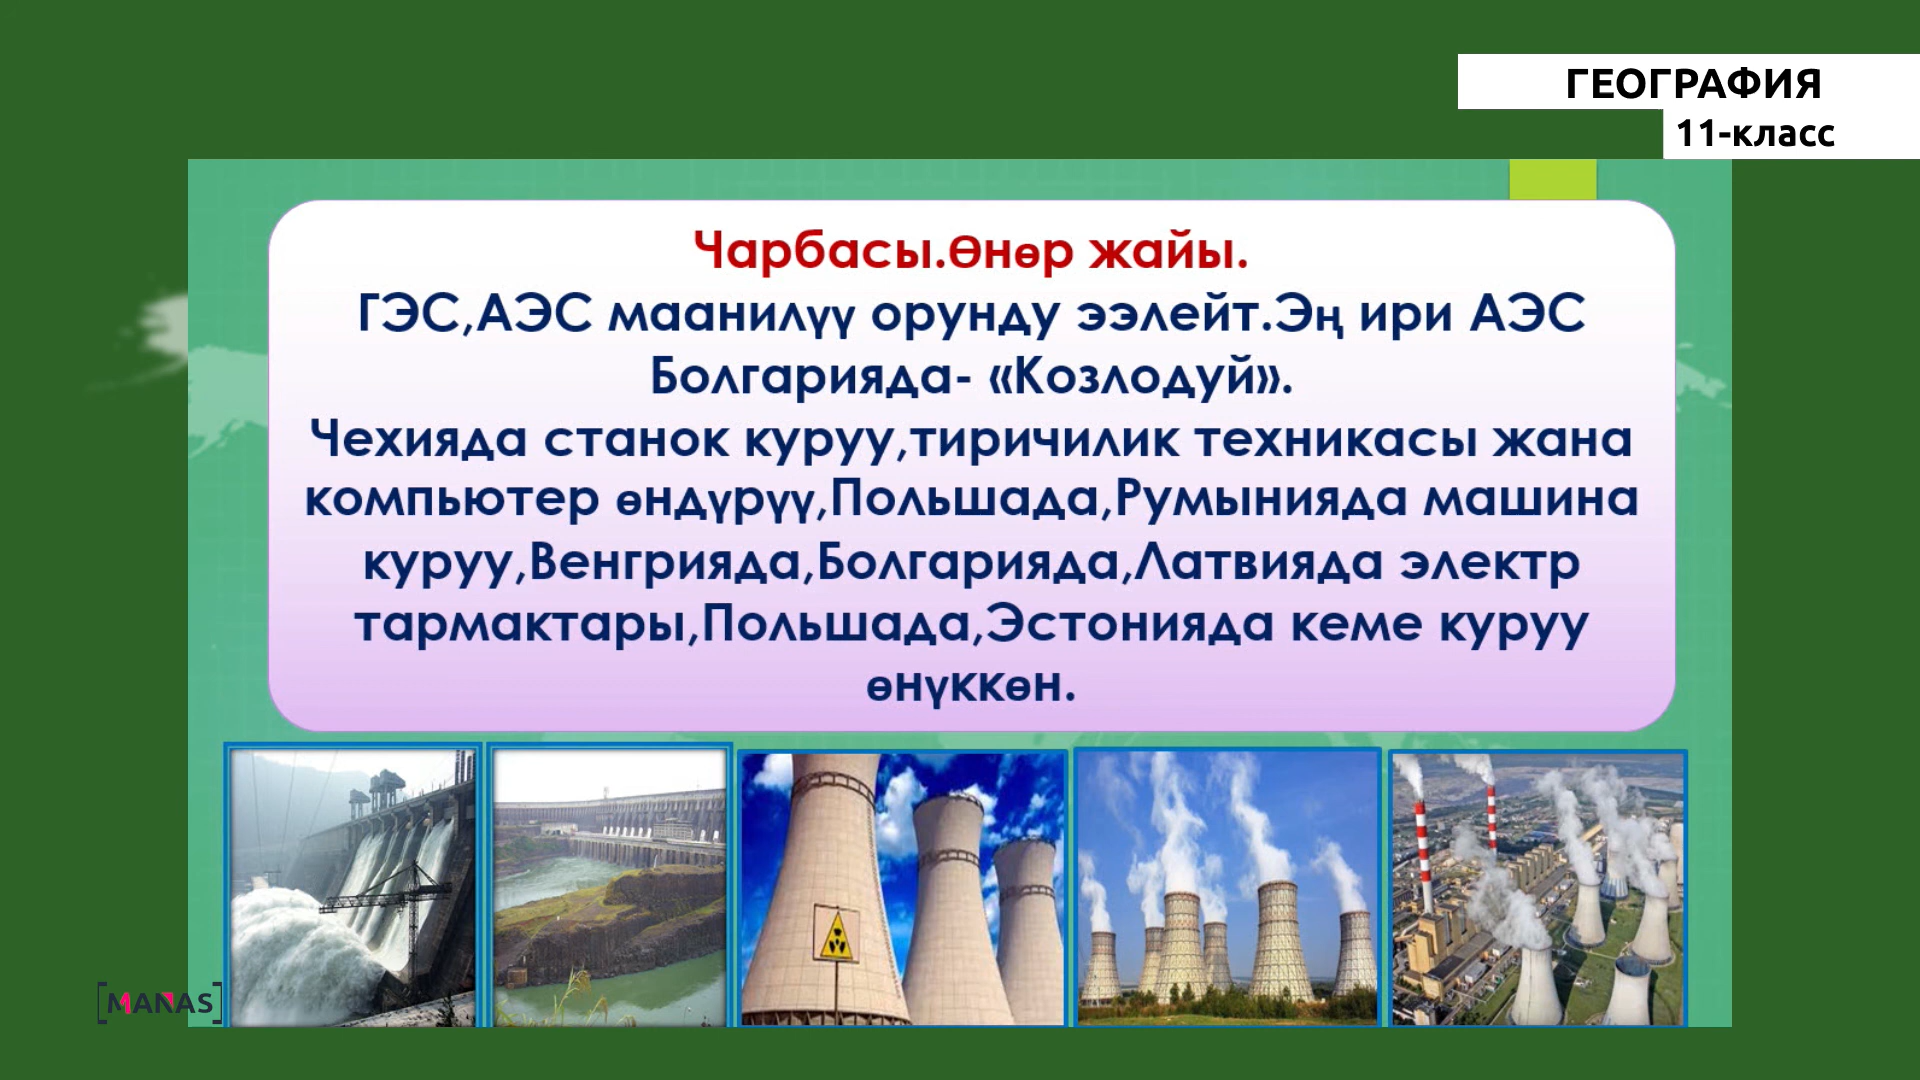 ГЕОГРАФИЯ
11-класс
Чарбасы.Өнөр жайы.
ГЭС,АЭС маанилүү орунду ээлейт.Эң ири АЭС
Болгарияда- «Козлодуй».
Чехияда станок куруу,тиричилик техникасы жана
компьютер өндүрүү,Польшада,Румынияда машина
куруу,Венгрияда,Болгарияда,Латвияда электр
тармактары,Польшада,Эстонияда кеме куруу
өнүккөн.
[MANAS]